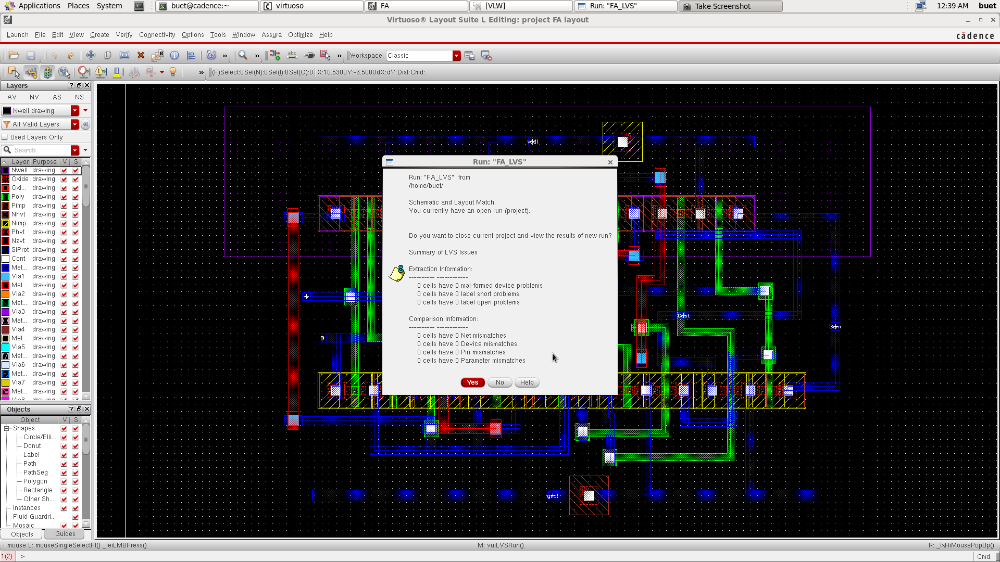 Applications Places System
buet@cadence:~
virtuoso
FA
[VLW]
Run: "FA_LVS"
Take Screenshot
12:39 AM
buet
Virtuoso® Layout Suite L Editing: project FA layout
Launch File Edit View Create Verify Connectivity Options Tools Window Assura Optimize Help
cādence
Workspace: Classic
(F)Select:0 Sel(N):0 Sel(I):0 Sel(O):0 X:10.5300 Y:-6.5000 dX: dY: Dist: Cmd:
Layers
AV NV AS NS
Nwell drawing
All Valid Layers
Used Layers Only
Search
Layer Purpose V S
Nwell drawing
Oxide drawing
Oxi... drawing
Poly drawing
Pimp drawing
Nhvt drawing
Nimp drawing
Phvt drawing
Nzvt drawing
SiProt drawing
Cont drawing
Met... drawing
Via1 drawing
Met... drawing
Via2 drawing
Met... drawing
Via3 drawing
Met... drawing
Via4 drawing
Met... drawing
Via5 drawing
Met... drawing
Via6 drawing
Met... drawing
Via7 drawing
Met... drawing
Via8 drawing
Objects
Object V S
Shapes
Circle/Elli...
Donut
Label
Path
PathSeg
Polygon
Rectangle
Other Sh...
Instances
Fluid Guardri...
Mosaic
Objects Guides
vdd!
A
B
Cout
Sum
gnd!
Run: "FA_LVS"
Run: "FA_LVS" from
/home/buet/
Schematic and Layout Match.
You currently have an open run (project).
Do you want to close current project and view the results of new run?
Summary of LVS Issues
Extraction Information:
---------- ------------
0 cells have 0 mal-formed device problems
0 cells have 0 label short problems
0 cells have 0 label open problems
Comparison Information:
---------- ------------
0 cells have 0 Net mismatches
0 cells have 0 Device mismatches
0 cells have 0 Pin mismatches
0 cells have 0 Parameter mismatches
Yes No Help
mouse L: mouseSingleSelectPt() _leiLMBPress()
M: vuiLVSRun()
R: _lxHiMousePopUp()
1(2) >
Cmd: